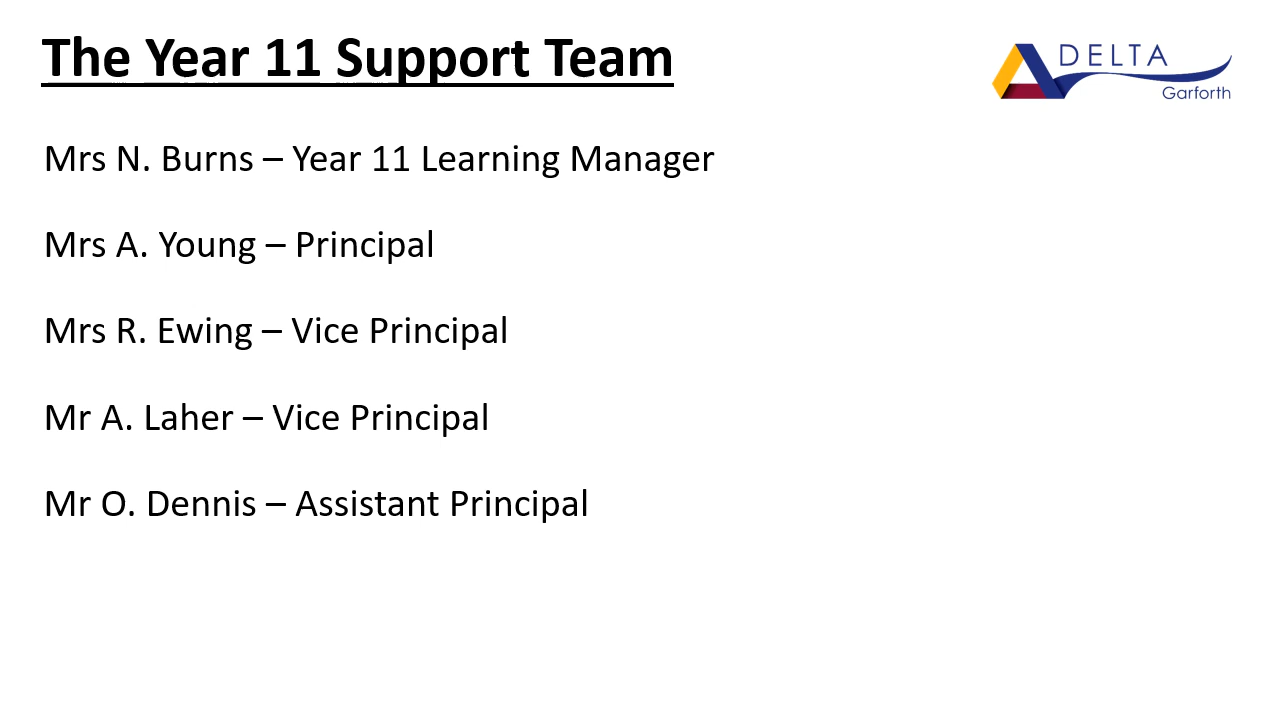 The Year 11 Support Team
DELTA
Garforth
Mrs N. Burns – Year 11 Learning Manager
Mrs A. Young – Principal
Mrs R. Ewing – Vice Principal
Mr A. Laher – Vice Principal
Mr O. Dennis – Assistant Principal